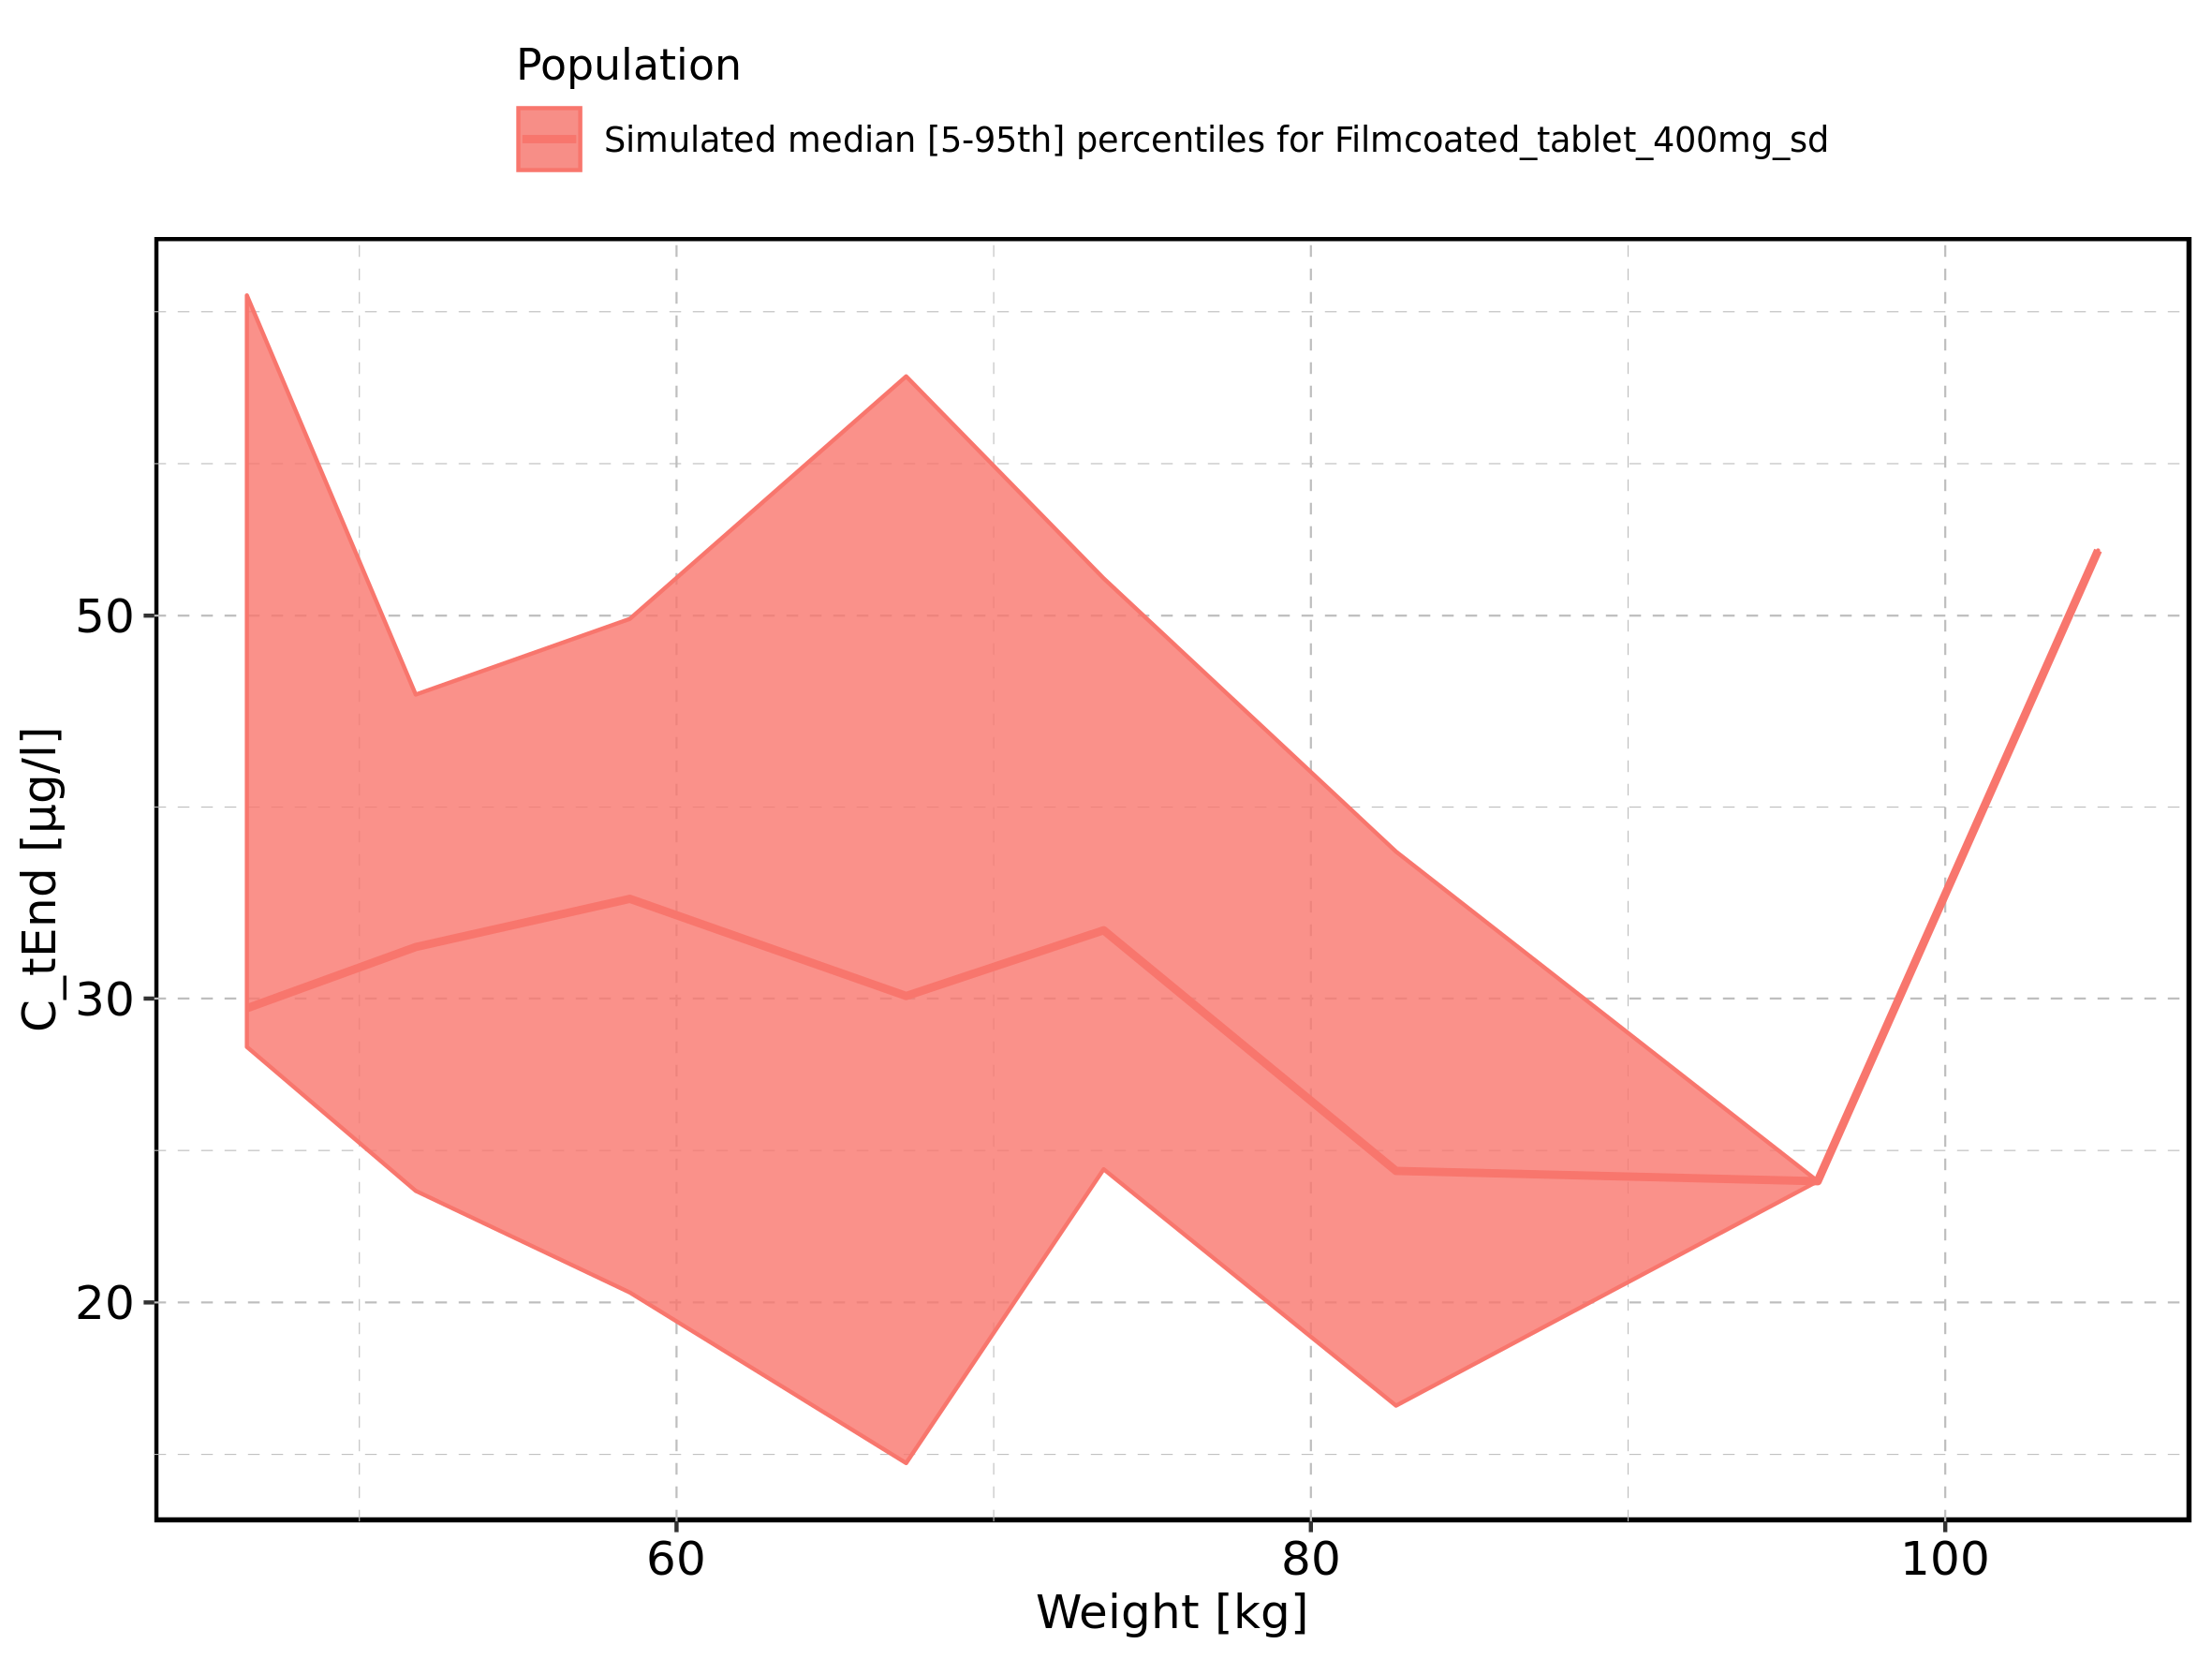 Population
Simulated median [5-95th] percentiles for Filmcoated_tablet_400mg_sd
C_tEnd [µg/l]
50
30
20
60
80
100
Weight [kg]